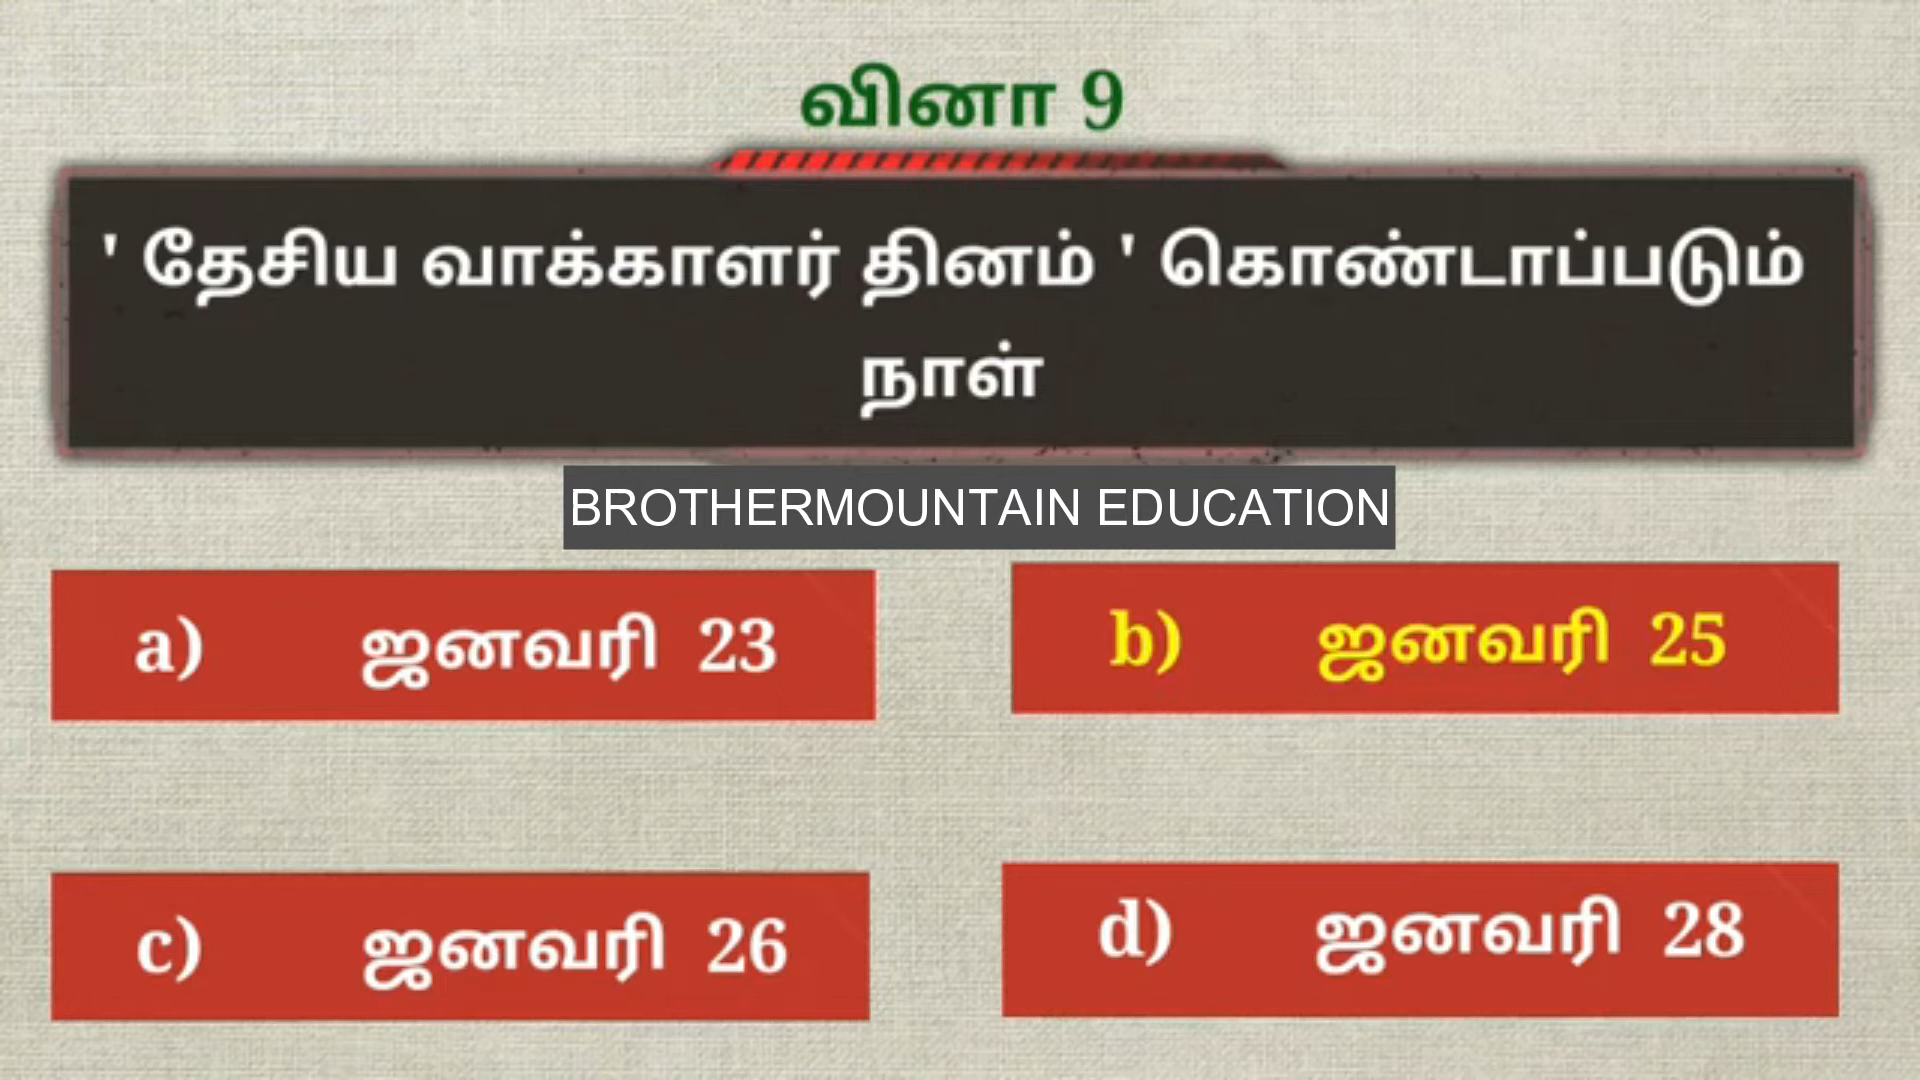 வினா 9
' தேசிய வாக்காளர் தினம் ' கொண்டாப்படும்
நாள்
BROTHERMOUNTAIN EDUCATION
a) ஜனவரி 23
b) ஜனவரி 25
c) ஜனவரி 26
d) ஜனவரி 28